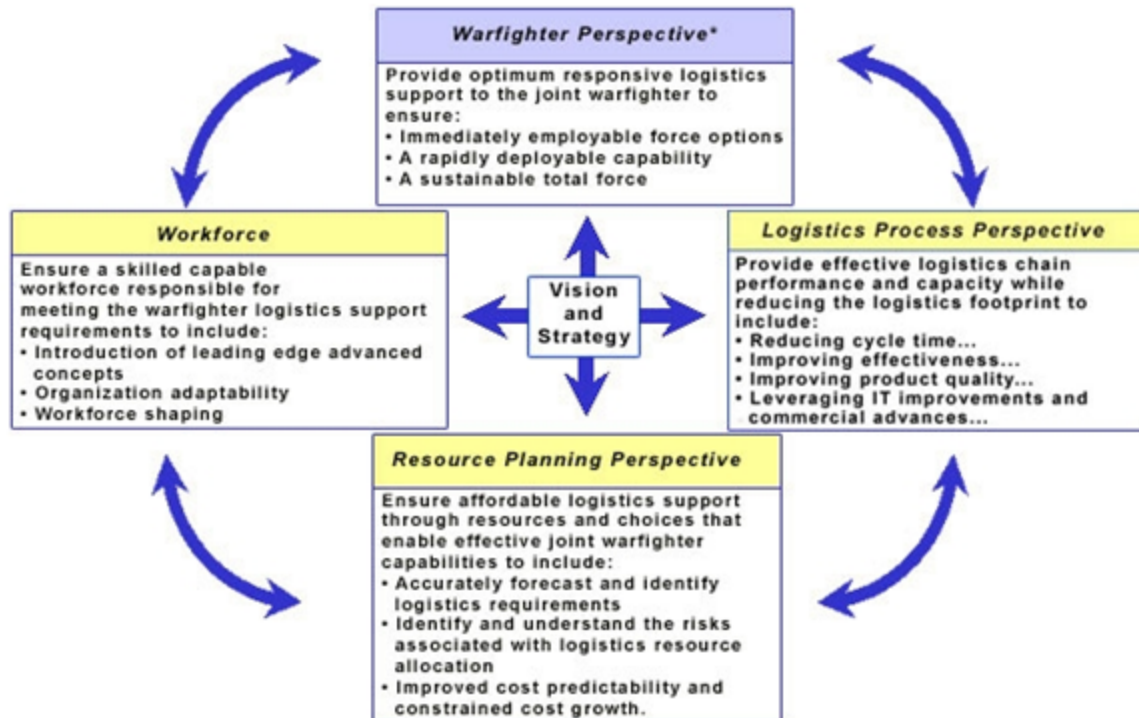 Warfighter Perspective*
Provide optimum responsive logistics
support to the joint warfighter to
ensure:
• Immediately employable force options
• A rapidly deployable capability
• A sustainable total force
Workforce
Ensure a skilled capable
workforce responsible for
meeting the warfighter logistics support
requirements to include:
• Introduction of leading edge advanced
concepts
• Organization adaptability
• Workforce shaping
Vision
and
Strategy
Logistics Process Perspective
Provide effective logistics chain
performance and capacity while
reducing the logistics footprint to
include:
• Reducing cycle time...
• Improving effectiveness...
• Improving product quality...
• Leveraging IT improvements and
commercial advances...
Resource Planning Perspective
Ensure affordable logistics support
through resources and choices that
enable effective joint warfighter
capabilities to include:
• Accurately forecast and identify
logistics requirements
• Identify and understand the risks
associated with logistics resource
allocation
• Improved cost predictability and
constrained cost growth.